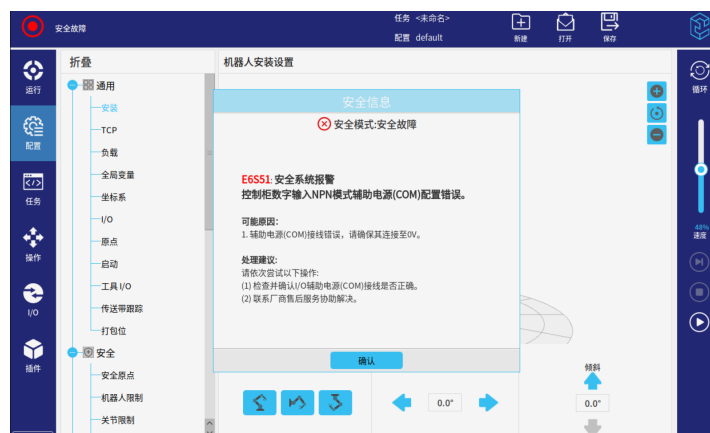 安全故障
任务 <未命名>
配置 default
新建
打开
保存
运行
配置
任务
操作
I/O
插件
折叠
通用
安装
TCP
负载
全局变量
坐标系
I/O
原点
启动
工具 I/O
传送带跟踪
打包位
安全
安全原点
机器人限制
关节限制
机器人安装设置
安全信息
安全模式:安全故障
E6S51: 安全系统报警
控制柜数字输入NPN模式辅助电源(COM)配置错误。
可能原因:
1. 辅助电源(COM)接线错误，请确保其连接至0V。
处理建议:
请依次尝试以下操作:
(1) 检查并确认I/O辅助电源(COM)接线是否正确。
(2) 联系厂商售后服务协助解决。
确认
0.0°
倾斜
0.0°
循环
48%
速度